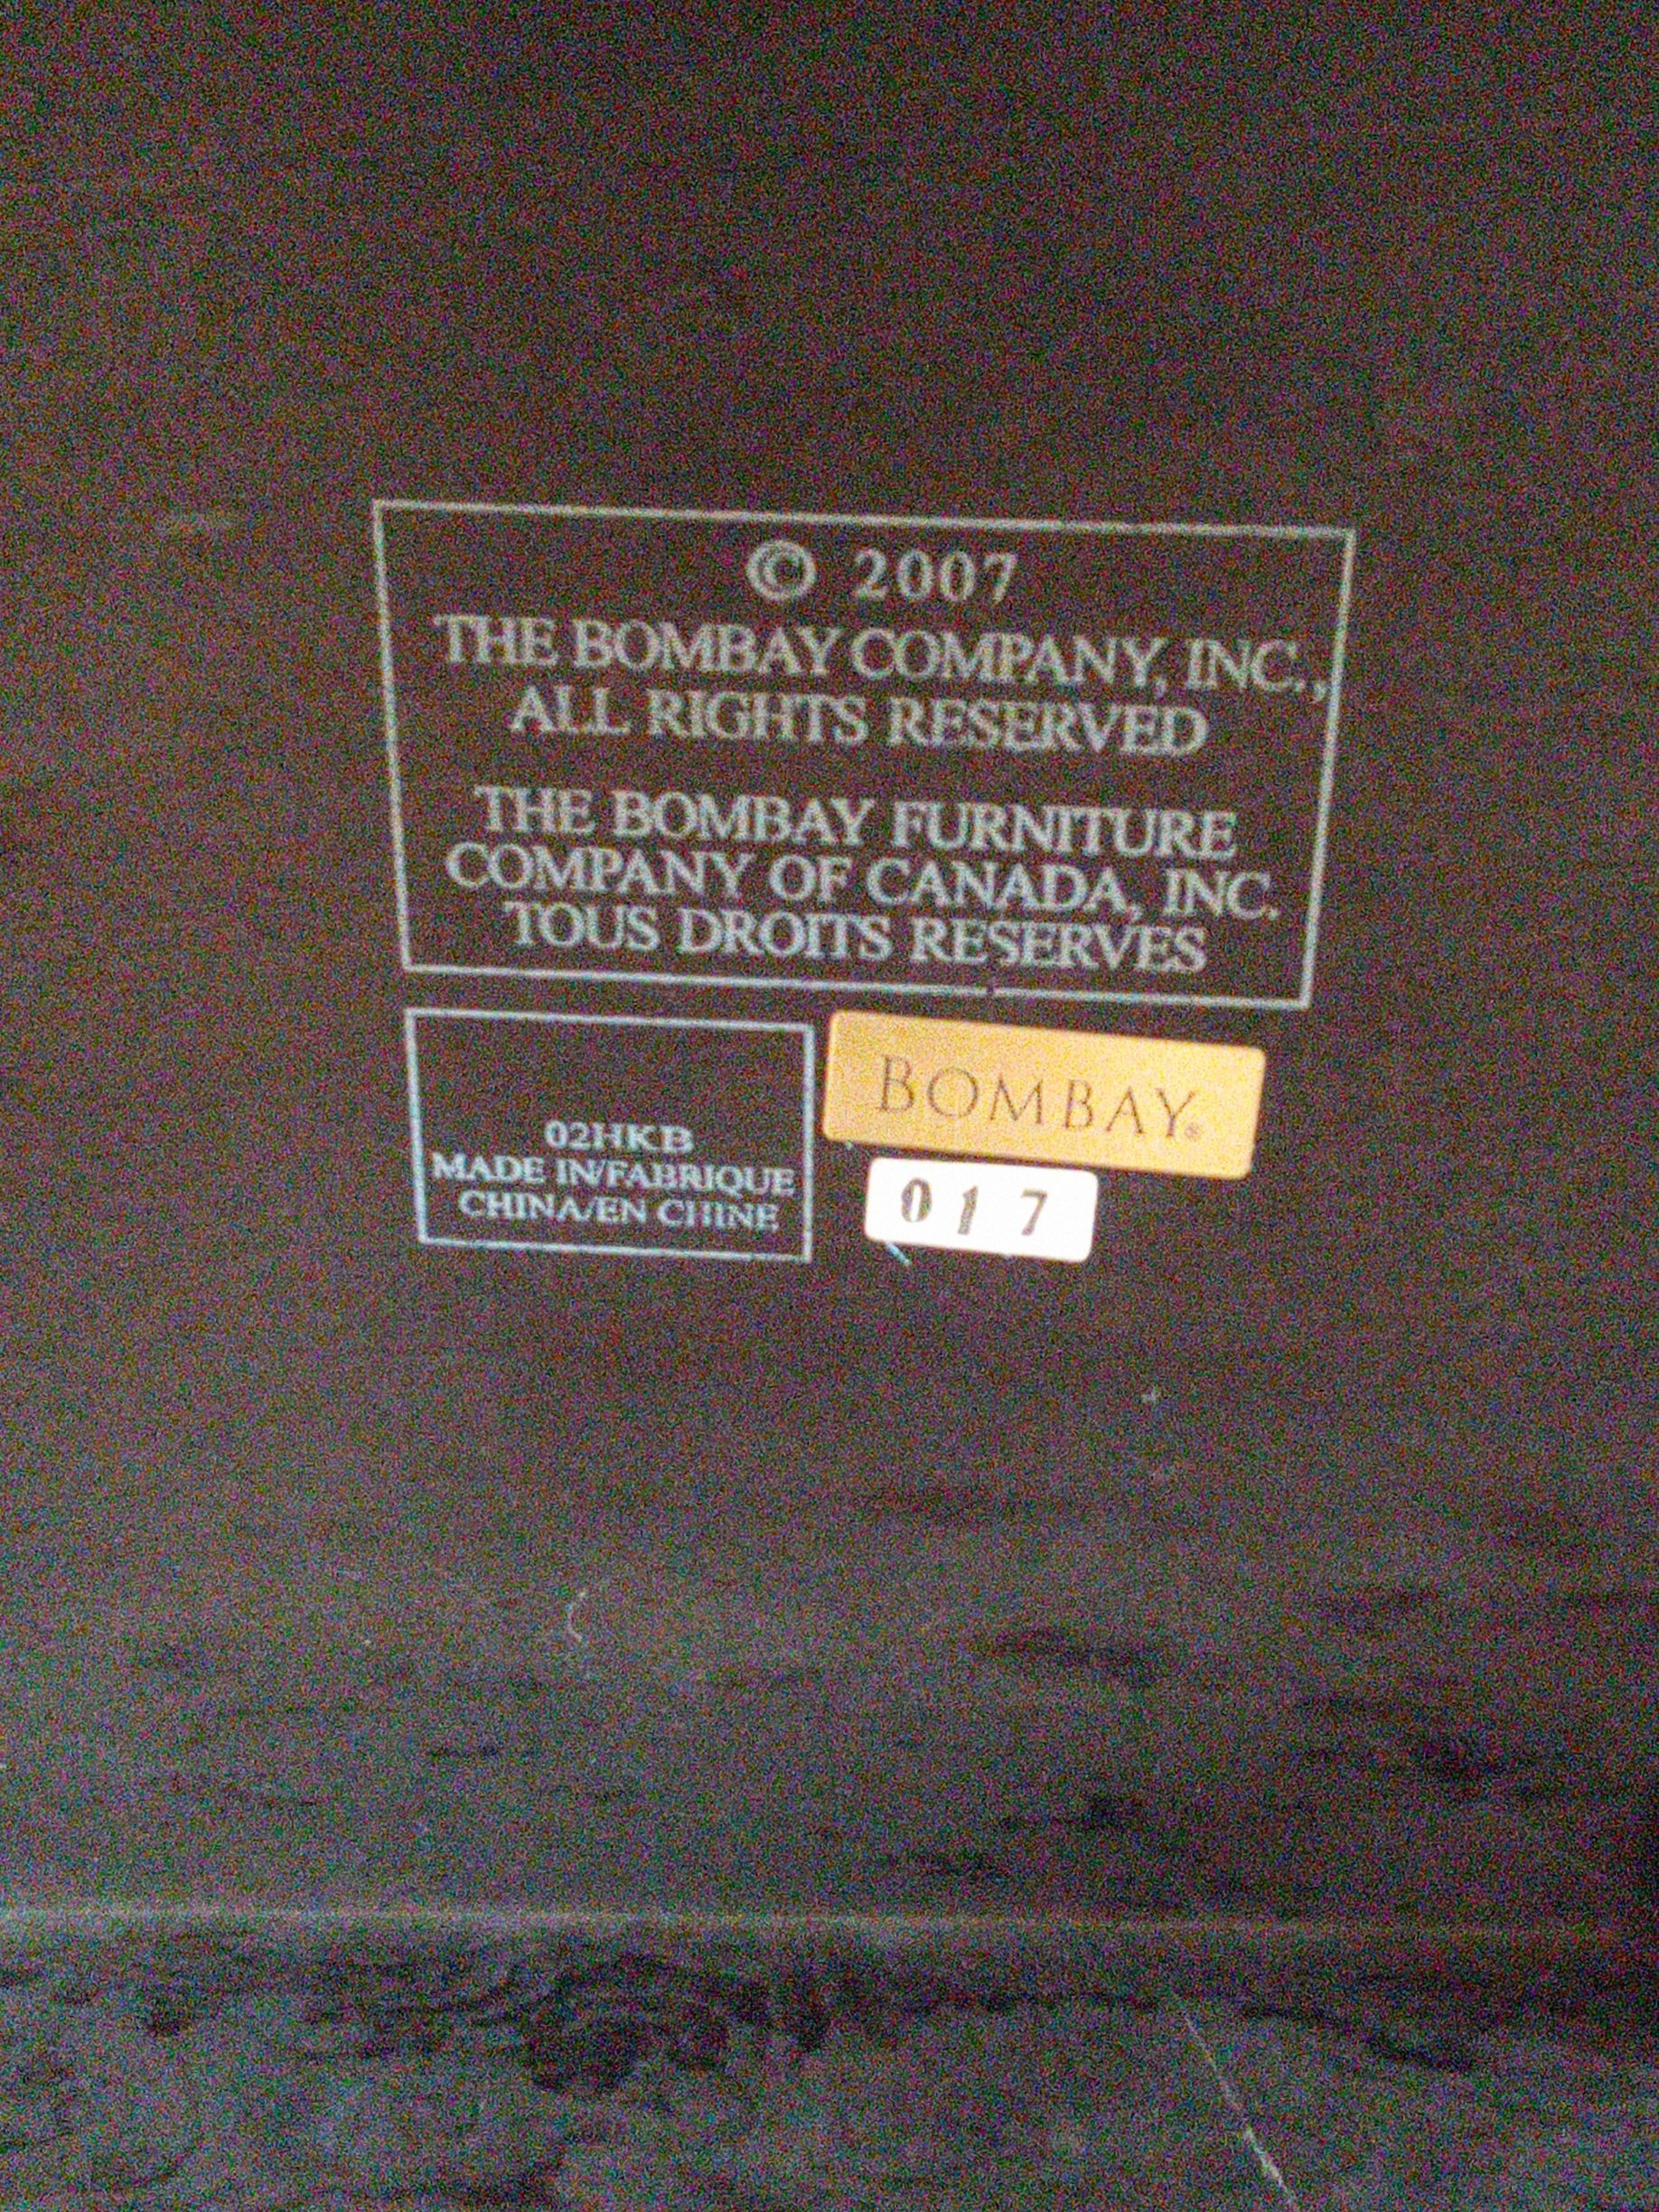 © 2007
THE BOMBAY COMPANY, INC.,
ALL RIGHTS RESERVED
THE BOMBAY FURNITURE
COMPANY OF CANADA, INC.
TOUS DROITS RESERVES
02HKB
MADE IN/FABRIQUE
CHINA/EN CHINE
BOMBAY®
017